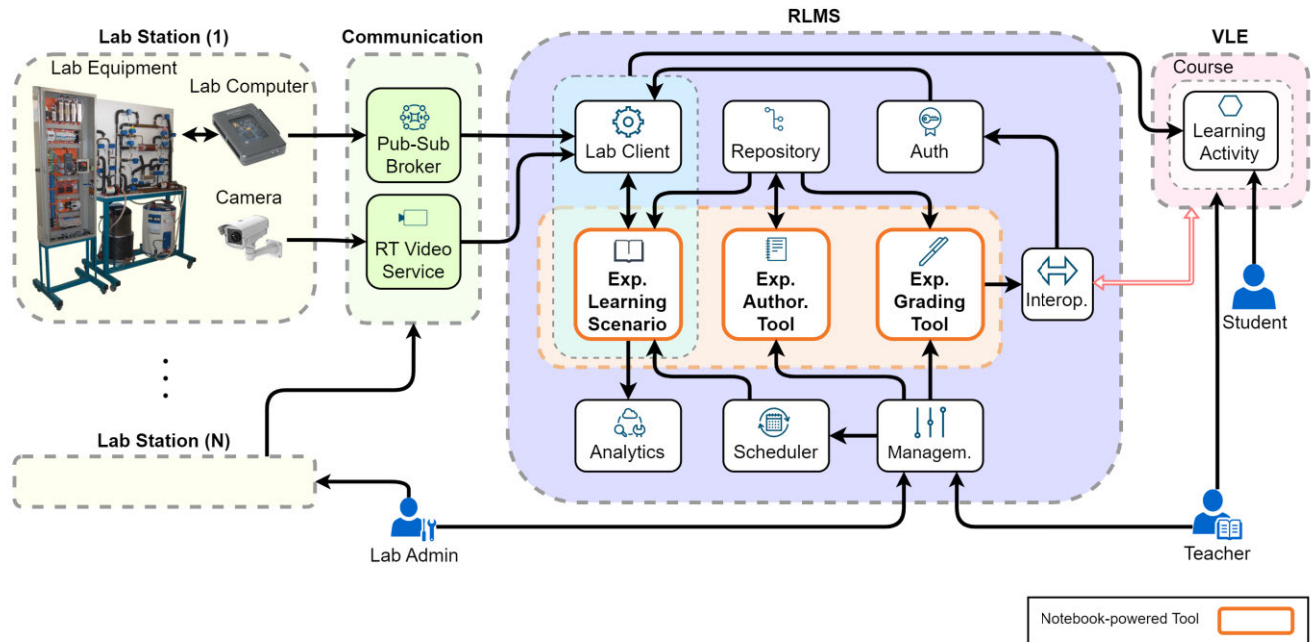 Lab Station (1)
Communication
RLMS
VLE
Lab Equipment
Lab Computer
Camera
Pub-Sub
Broker
RT Video
Service
Lab Client
Repository
Auth
Course
Learning
Activity
Exp.
Learning
Scenario
Exp.
Author.
Tool
Exp.
Grading
Tool
Interop.
Student
Analytics
Scheduler
Managem.
Lab Station (N)
Lab Admin
Teacher
Notebook-powered Tool